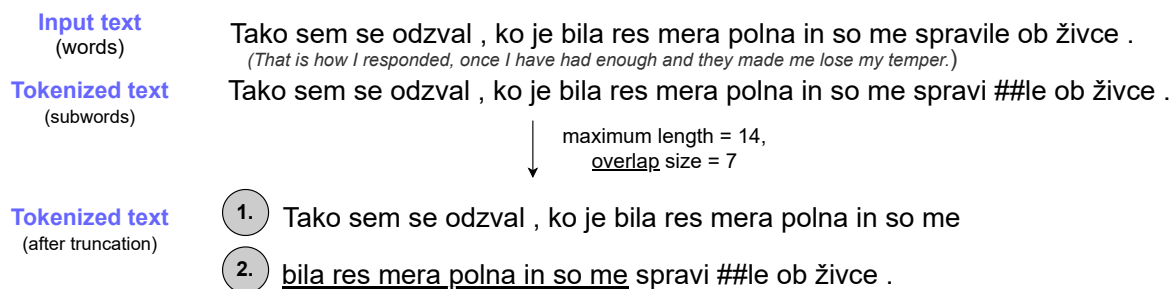 Input text
(words)
Tako sem se odzval , ko je bila res mera polna in so me spravile ob živce .
(That is how I responded, once I have had enough and they made me lose my temper.)
Tokenized text
(subwords)
Tako sem se odzval , ko je bila res mera polna in so me spravi ##le ob živce .
maximum length = 14,
overlap size = 7
Tokenized text
(after truncation)
1. Tako sem se odzval , ko je bila res mera polna in so me
2. bila res mera polna in so me spravi ##le ob živce .